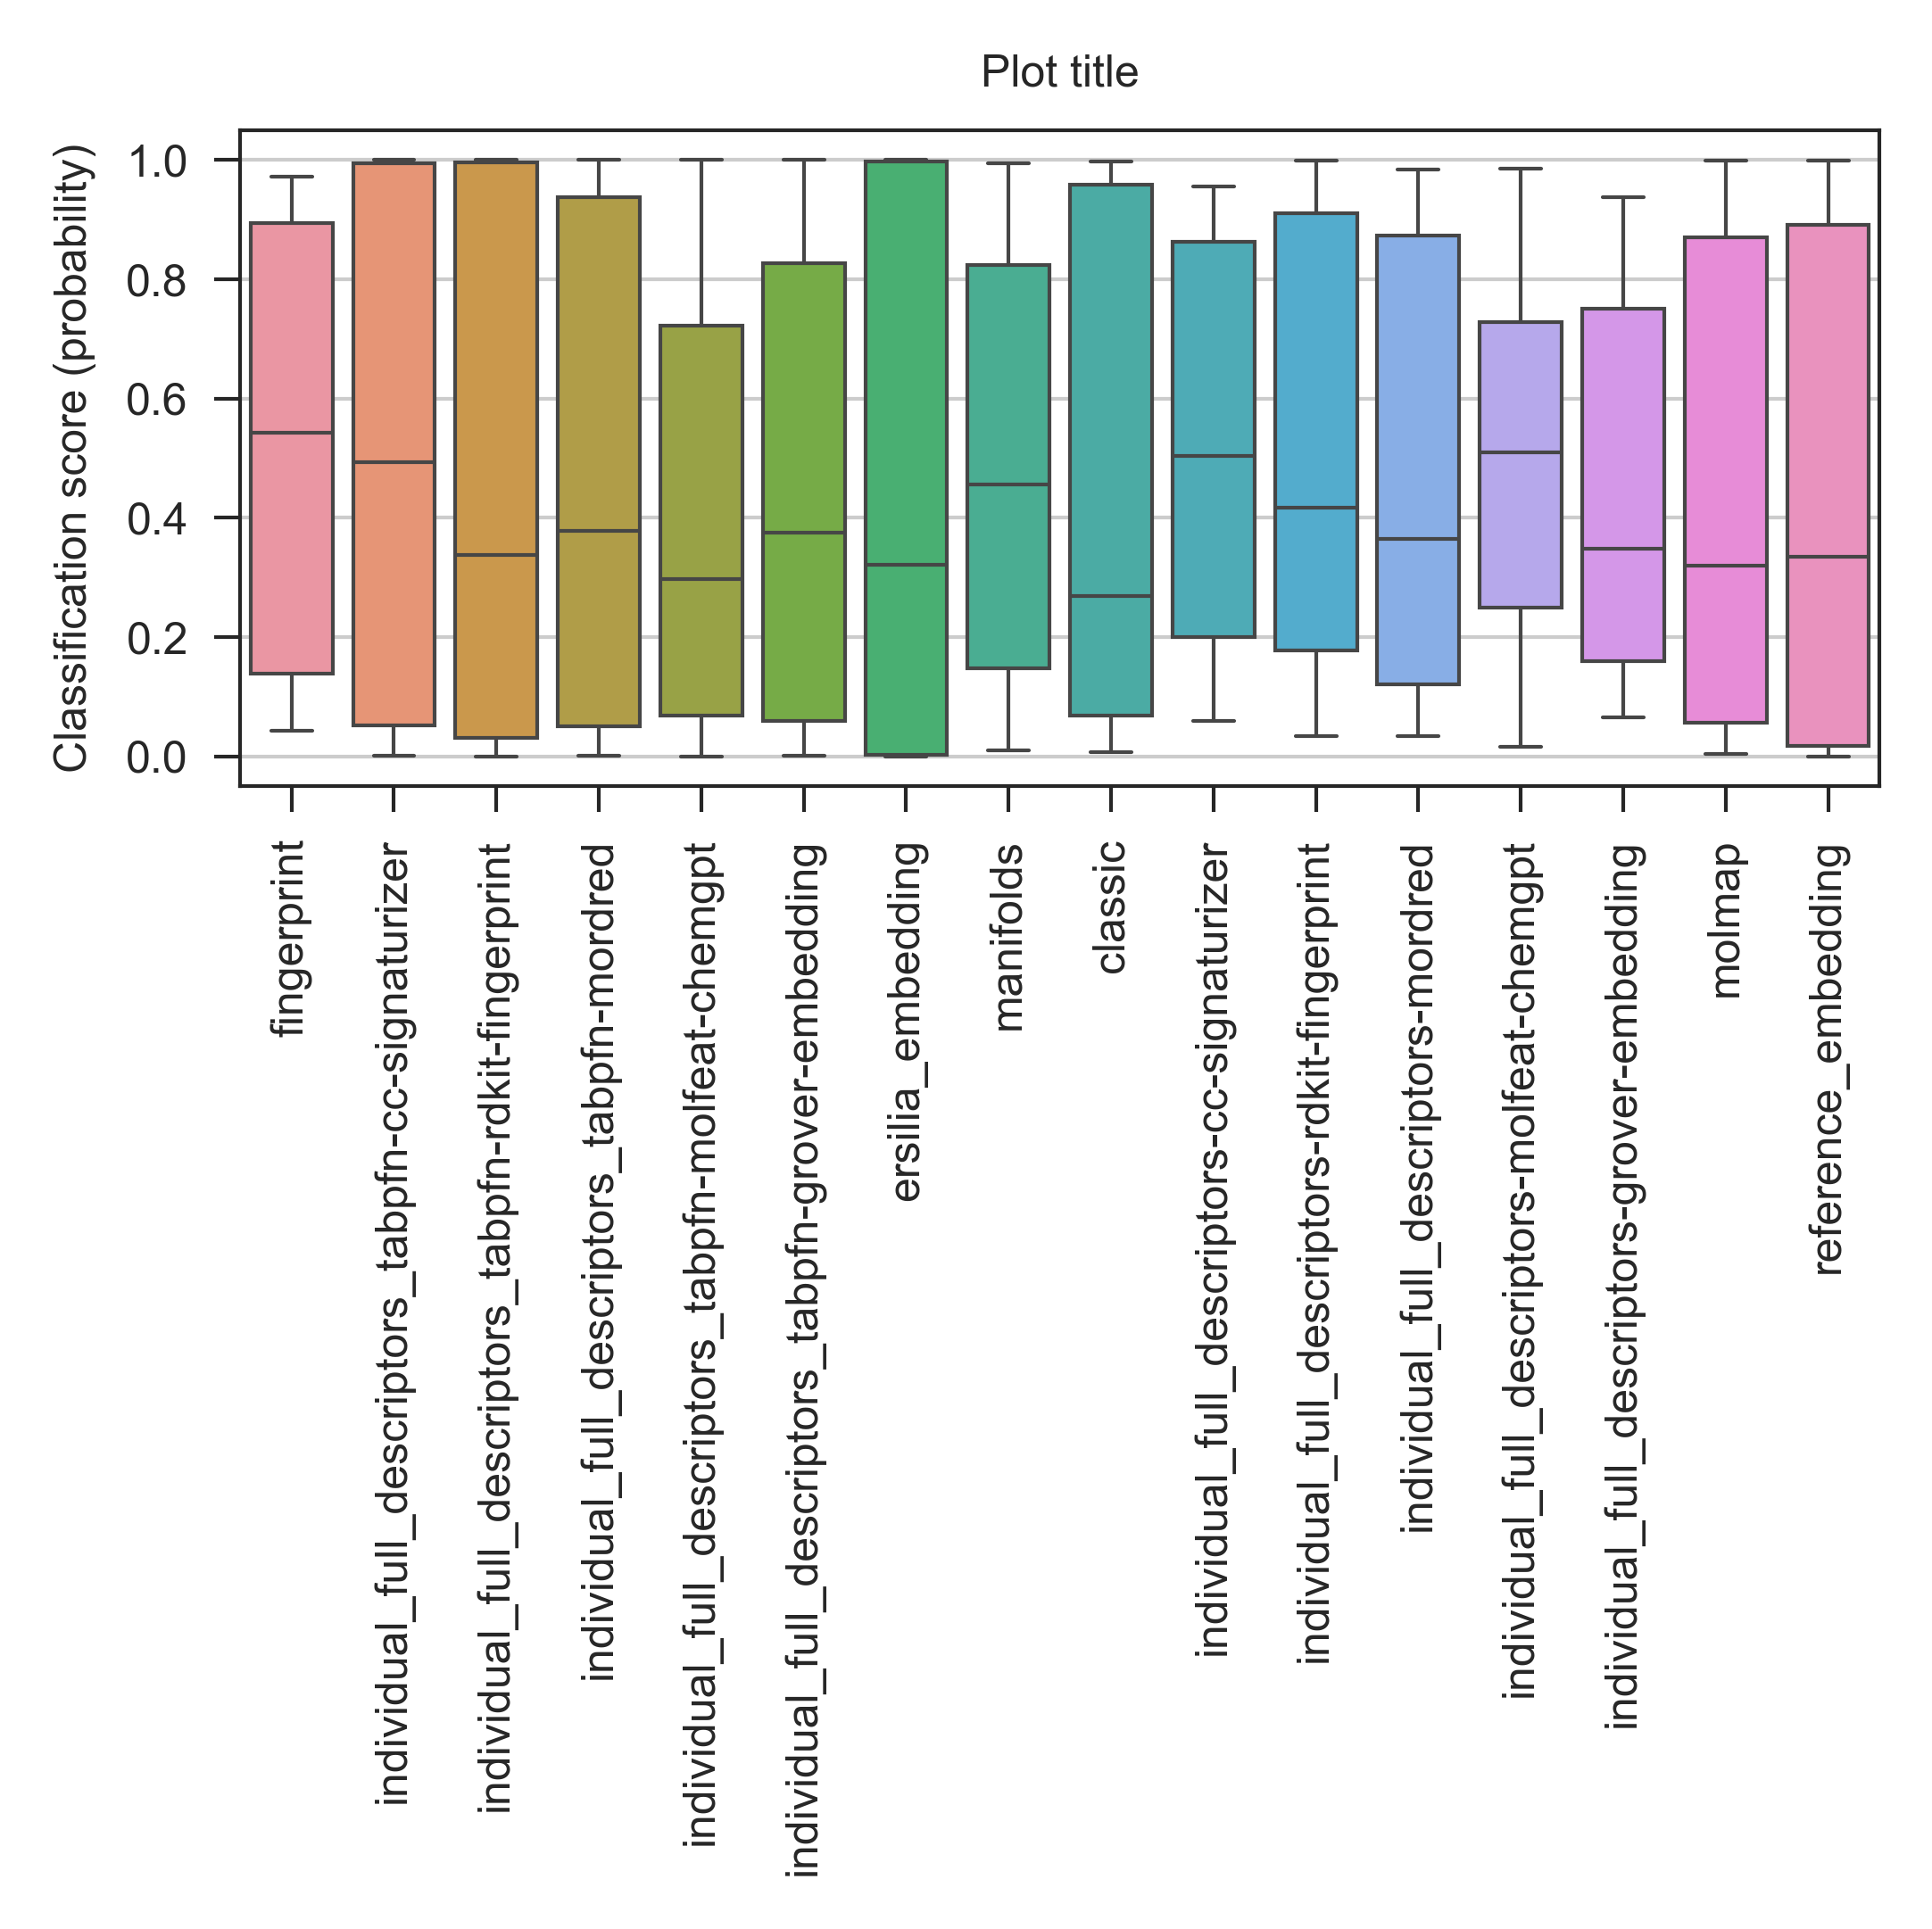 Plot title
Classification score (probability)
1.0
0.8
0.6
0.4
0.2
0.0
fingerprint
individual_full_descriptors_tabpfn-cc-signaturizer
individual_full_descriptors_tabpfn-rdkit-fingerprint
individual_full_descriptors_tabpfn-mordred
individual_full_descriptors_tabpfn-molfeat-chemgpt
individual_full_descriptors_tabpfn-grover-embedding
ersilia_embedding
manifolds
classic
individual_full_descriptors-cc-signaturizer
individual_full_descriptors-rdkit-fingerprint
individual_full_descriptors-mordred
individual_full_descriptors-molfeat-chemgpt
individual_full_descriptors-grover-embedding
molmap
reference_embedding